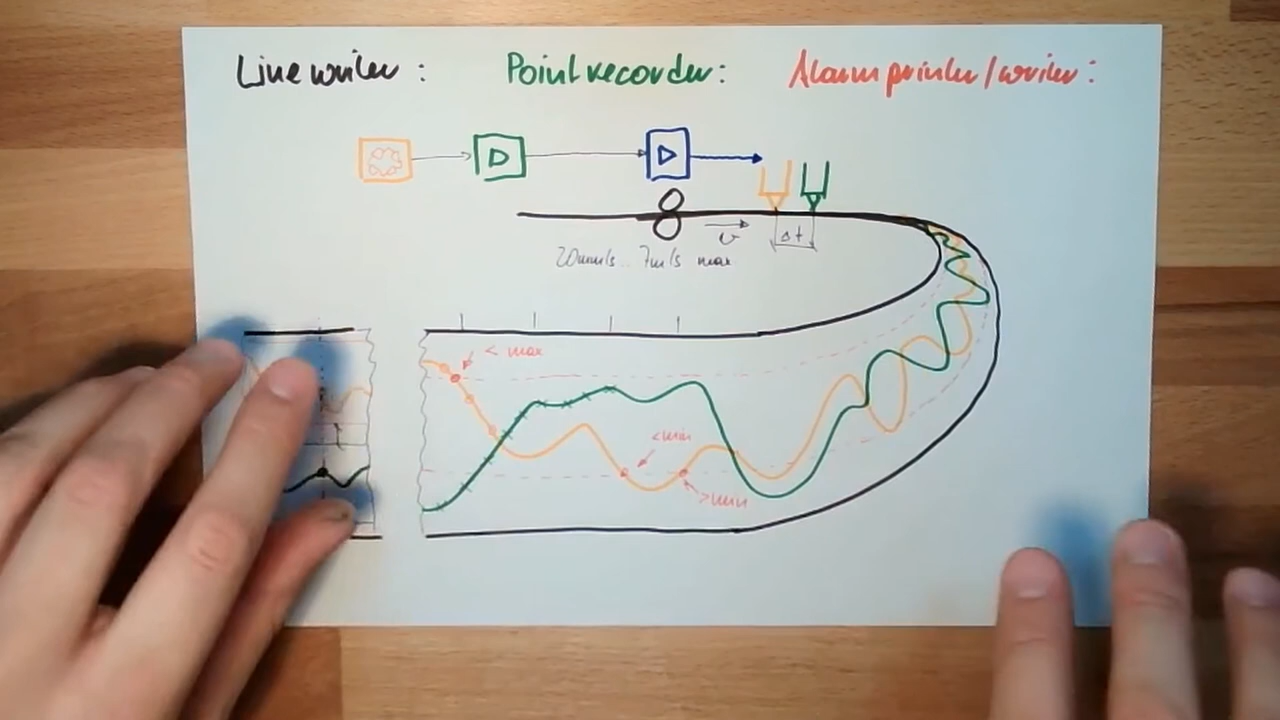 Line writer : Point recorder : Alarm printer / writer :
D
v
Δt
20mm/s .. 7m/s max
< max
< min
> min